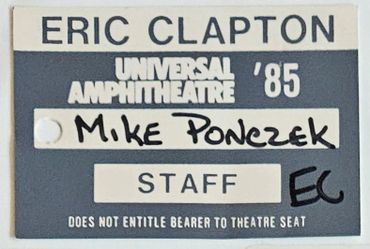 ERIC CLAPTON
UNIVERSAL
AMPHITHEATRE '85
MIKE PONCZEK
STAFF EC
DOES NOT ENTITLE BEARER TO THEATRE SEAT